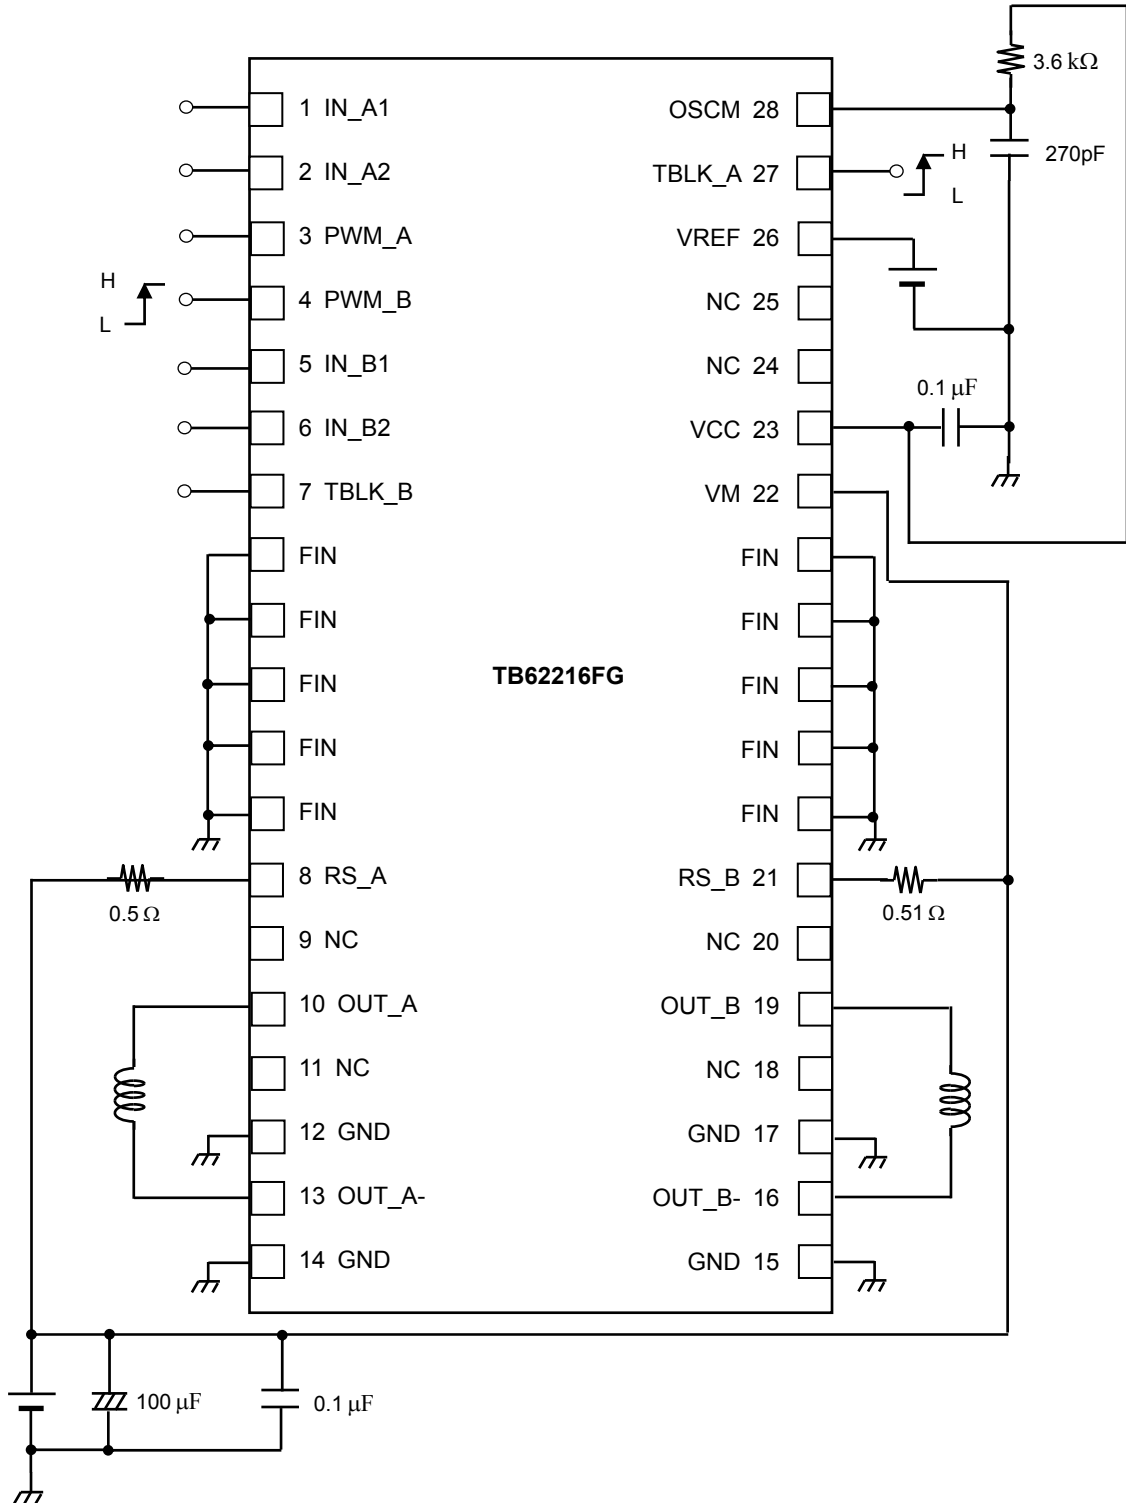 3.6 kΩ
1 IN_A1
OSCM 28
2 IN_A2
TBLK_A 27
H
L
270pF
3 PWM_A
VREF 26
H
L
4 PWM_B
NC 25
5 IN_B1
NC 24
0.1 μF
6 IN_B2
VCC 23
7 TBLK_B
VM 22
FIN
FIN
FIN
FIN
TB62216FG
FIN
FIN
FIN
FIN
FIN
FIN
8 RS_A
RS_B 21
0.5 Ω
0.51 Ω
9 NC
NC 20
10 OUT_A
OUT_B 19
11 NC
NC 18
12 GND
GND 17
13 OUT_A-
OUT_B- 16
14 GND
GND 15
100 μF
0.1 μF